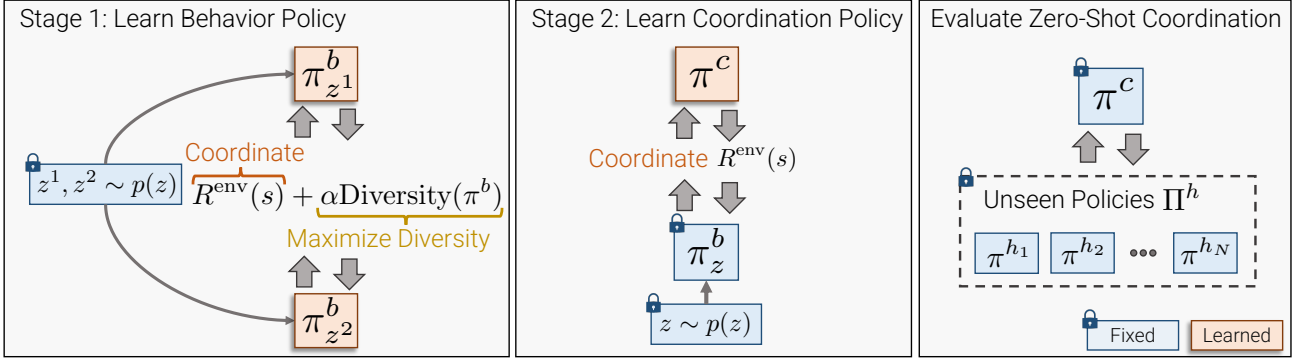 Stage 1: Learn Behavior Policy
π^b_{z^1}
Coordinate
z^1, z^2 ∼ p(z)
R^env(s) + αDiversity(π^b)
Maximize Diversity
π^b_{z^2}
Stage 2: Learn Coordination Policy
π^c
Coordinate R^env(s)
π^b_z
z ∼ p(z)
Evaluate Zero-Shot Coordination
π^c
Unseen Policies Π^h
π^{h_1} π^{h_2} ••• π^{h_N}
Fixed Learned